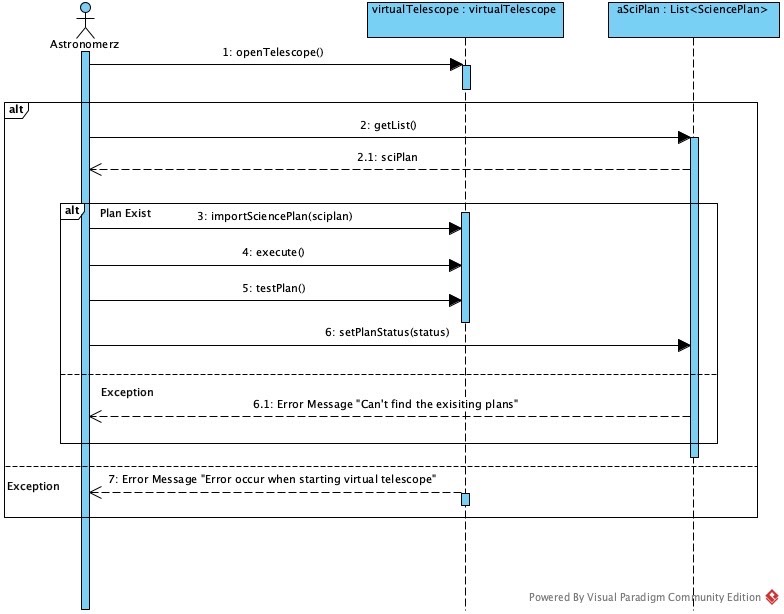 virtualTelescope : virtualTelescope
aSciPlan : List<SciencePlan>
Astronomerz
1: openTelescope()
alt
2: getList()
2.1: sciPlan
alt
Plan Exist
3: importSciencePlan(sciplan)
4: execute()
5: testPlan()
6: setPlanStatus(status)
Exception
6.1: Error Message "Can't find the exisiting plans"
Exception
7: Error Message "Error occur when starting virtual telescope"
Powered By Visual Paradigm Community Edition